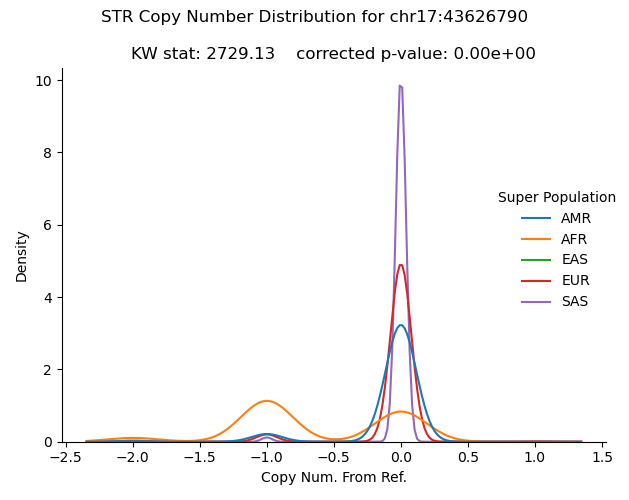 STR Copy Number Distribution for chr17:43626790
KW stat: 2729.13    corrected p-value: 0.00e+00
10
8
6
4
2
0
Density
−2.5 −2.0 −1.5 −1.0 −0.5 0.0 0.5 1.0 1.5
Copy Num. From Ref.
Super Population
AMR
AFR
EAS
EUR
SAS